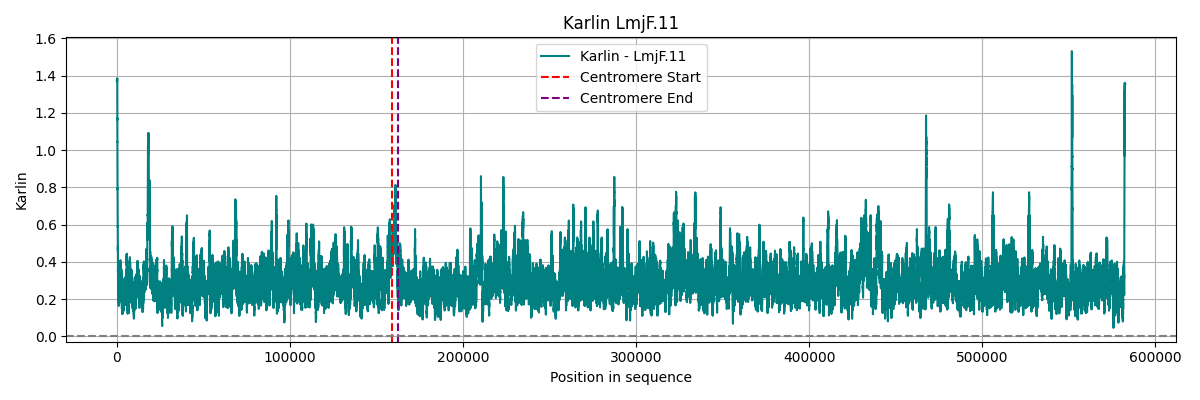 Karlin LmjF.11
Karlin - LmjF.11
Centromere Start
Centromere End
1.6
1.4
1.2
1.0
0.8
0.6
0.4
0.2
0.0
Karlin
0 100000 200000 300000 400000 500000 600000
Position in sequence